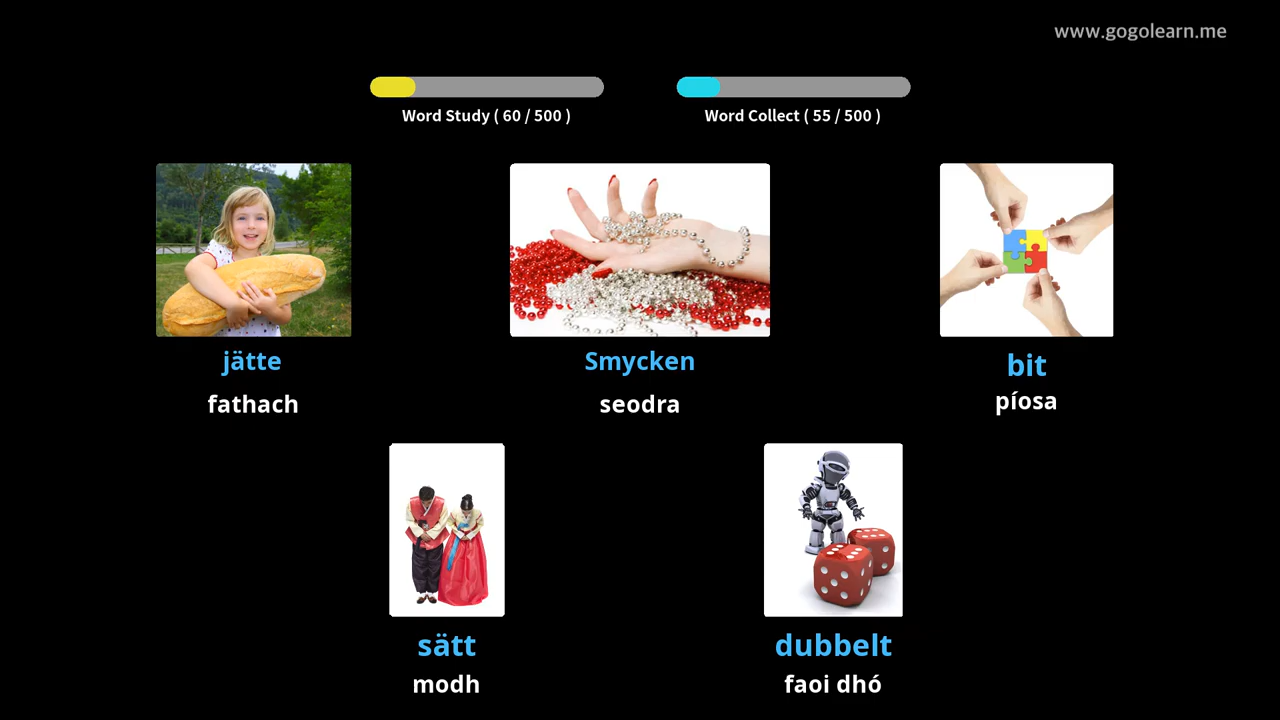 www.gogolearn.me
Word Study ( 60 / 500 )
Word Collect ( 55 / 500 )
jätte
Smycken
bit
fathach
seodra
píosa
sätt
dubbelt
modh
faoi dhó